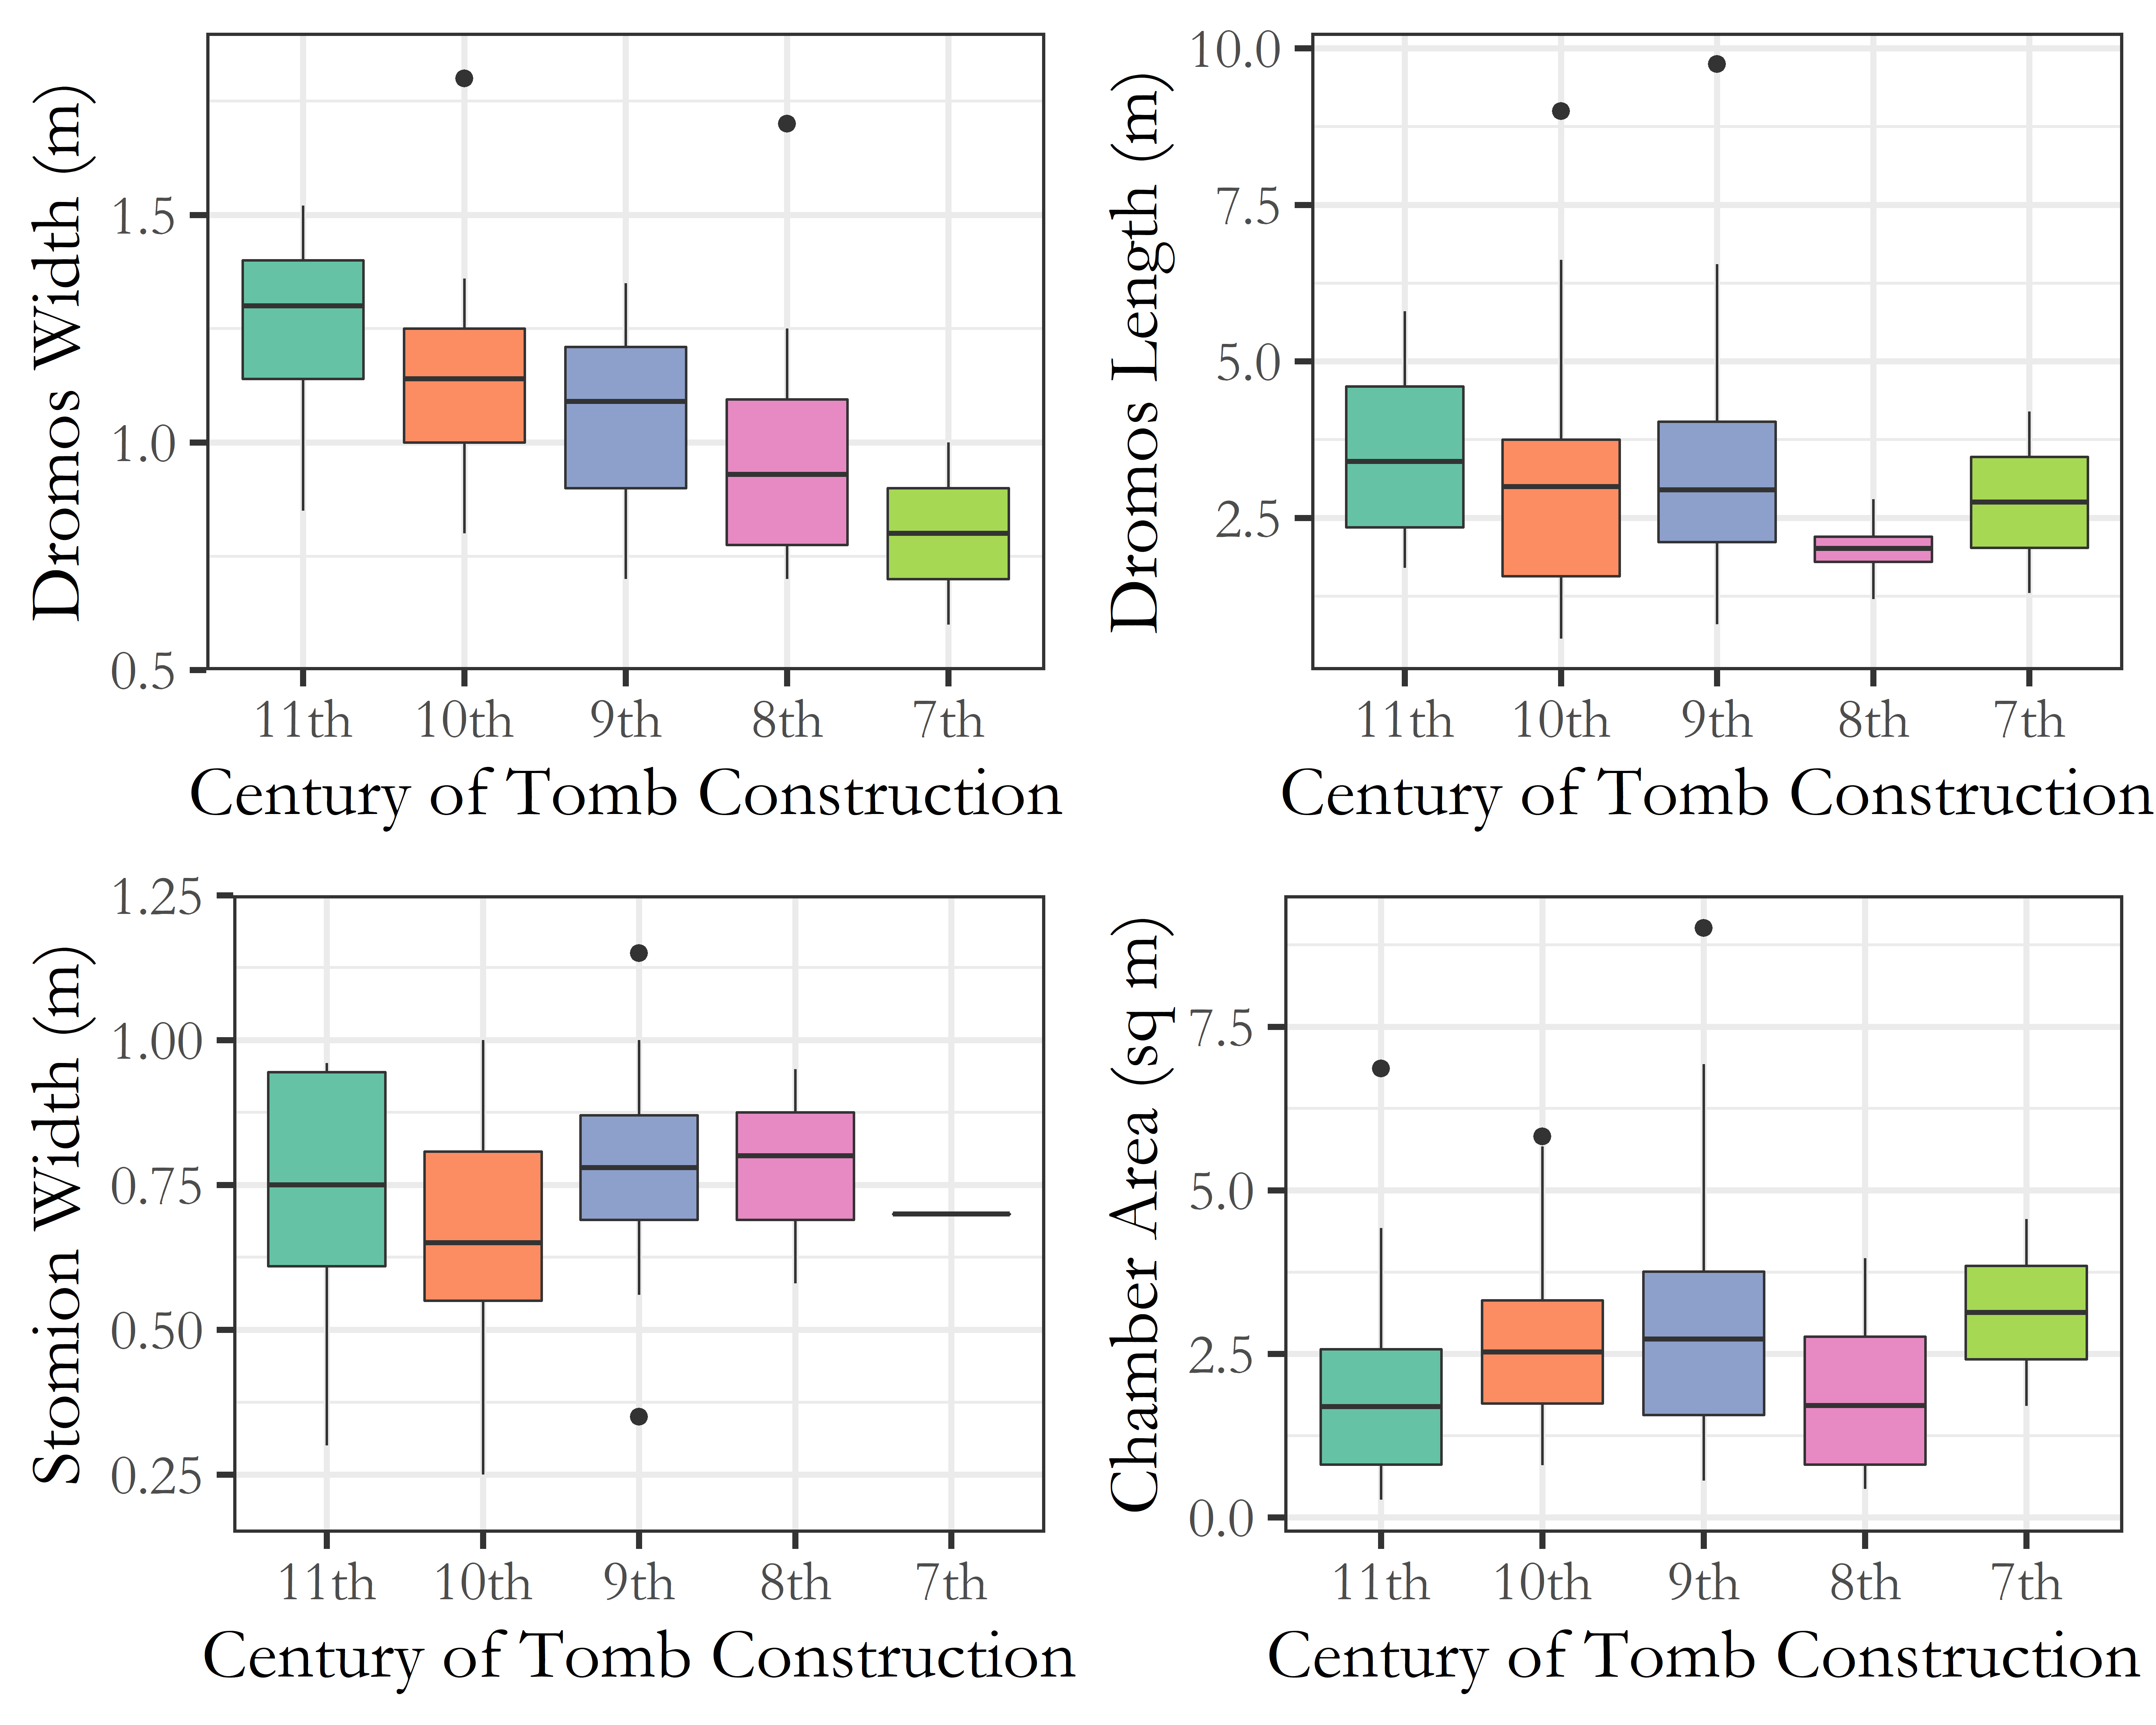 Dromos Width (m)
1.5
1.0
0.5
11th 10th 9th 8th 7th
Century of Tomb Construction
Dromos Length (m)
10.0
7.5
5.0
2.5
11th 10th 9th 8th 7th
Century of Tomb Construction
Stomion Width (m)
1.25
1.00
0.75
0.50
0.25
11th 10th 9th 8th 7th
Century of Tomb Construction
Chamber Area (sq m)
7.5
5.0
2.5
0.0
11th 10th 9th 8th 7th
Century of Tomb Construction